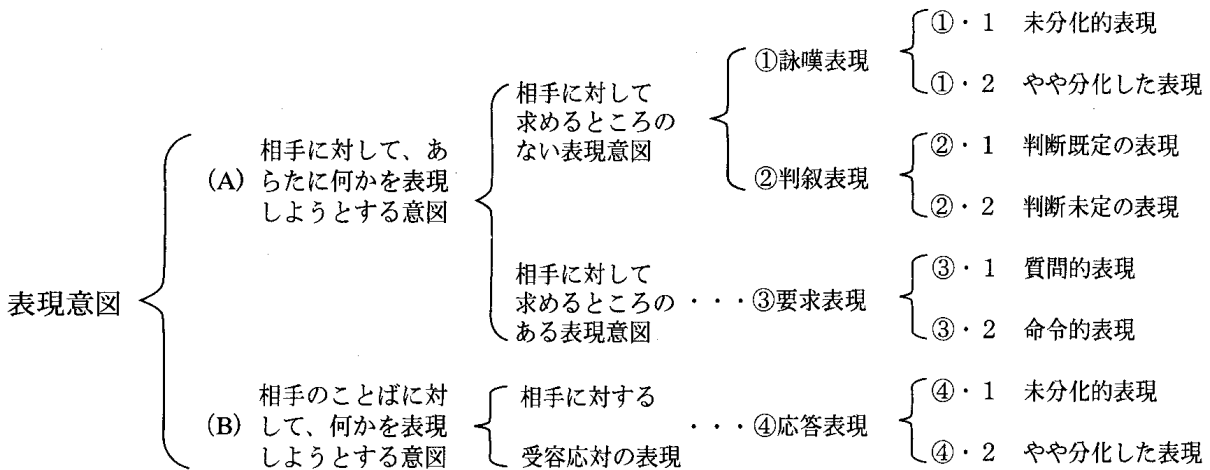 表現意図
(A) 相手に対して、あ
らたに何かを表現
しようとする意図
相手に対して
求めるところの
ない表現意図
①詠嘆表現
①・1 未分化的表現
①・2 やや分化した表現
②判叙表現
②・1 判断既定の表現
②・2 判断未定の表現
相手に対して
求めるところの
ある表現意図
・・・③要求表現
③・1 質問的表現
③・2 命令的表現
(B) 相手のことばに対
して、何かを表現
しようとする意図
相手に対する
受容応対の表現
・・・④応答表現
④・1 未分化的表現
④・2 やや分化した表現